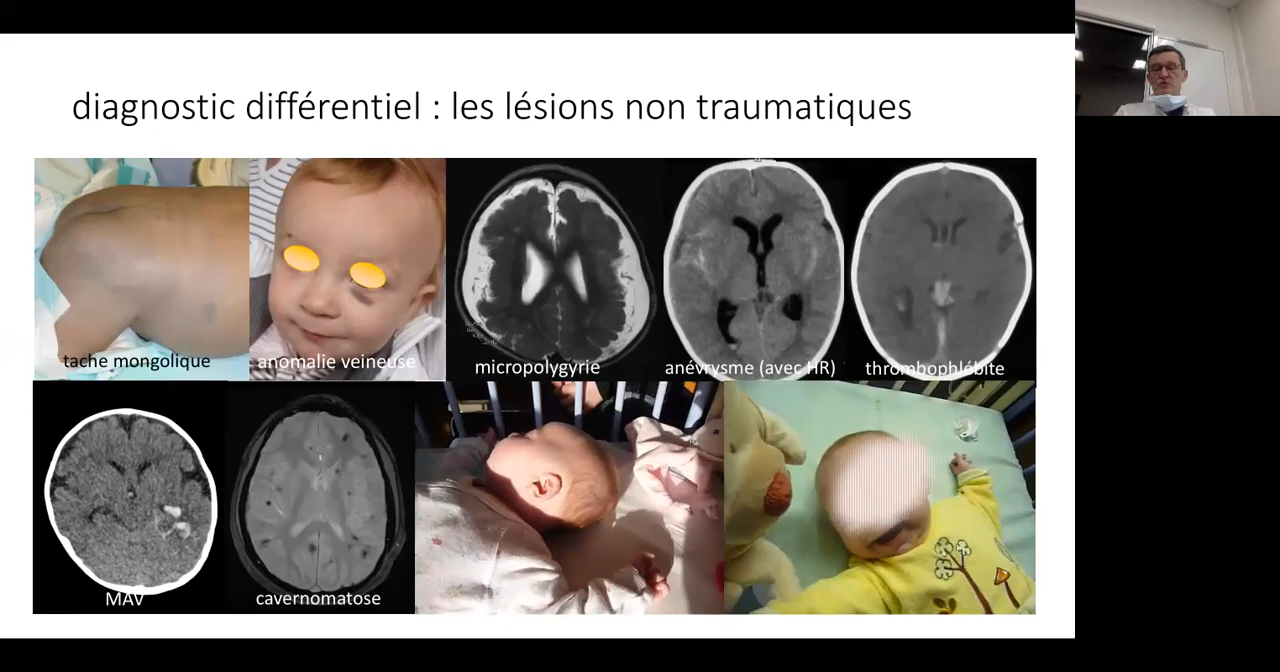 diagnostic différentiel : les lésions non traumatiques
tache mongolique
anomalie veineuse
micropolygyrie
anévrysme (avec HR)
thrombophlébite
MAV
cavernomatose